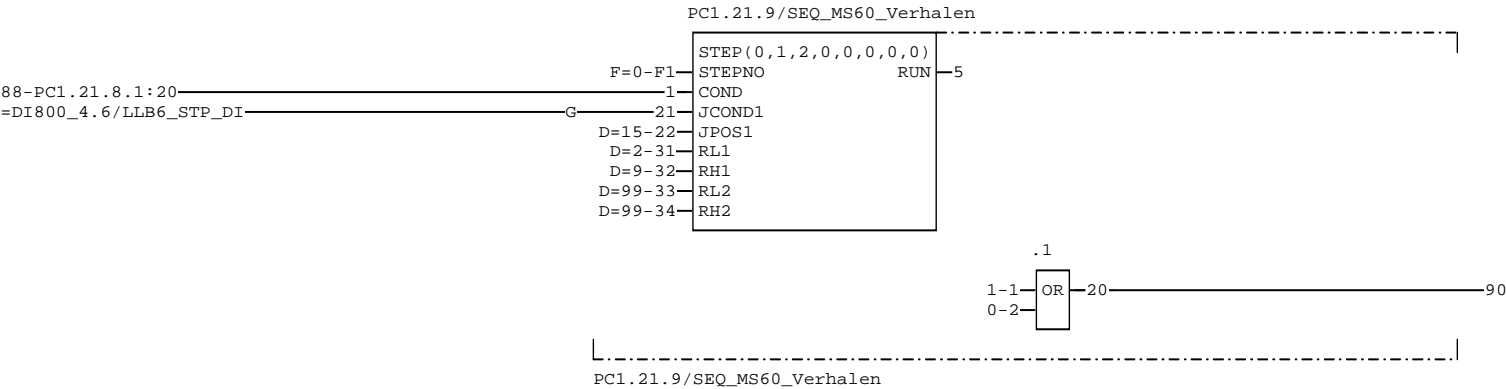 PC1.21.9/SEQ_MS60_Verhalen
STEP(0,1,2,0,0,0,0,0)
F=0-F1 STEPNO RUN 5
88-PC1.21.8.1:20 1 COND
=DI800_4.6/LLB6_STP_DI G 21 JCOND1
D=15-22 JPOS1
D=2-31 RL1
D=9-32 RH1
D=99-33 RL2
D=99-34 RH2
.1
1-1 OR 20 90
0-2
PC1.21.9/SEQ_MS60_Verhalen